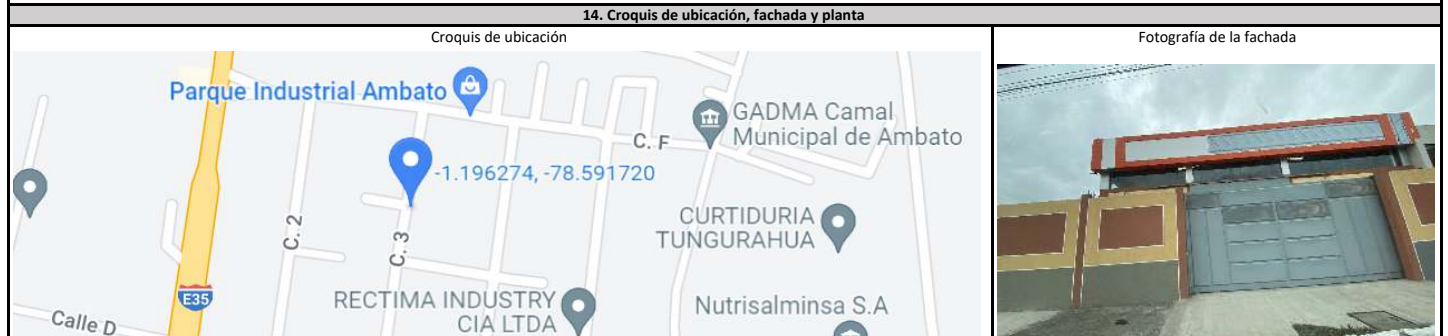 14. Croquis de ubicación, fachada y planta
Croquis de ubicación
Fotografía de la fachada
Parque Industrial Ambato
GADMA Camal
Municipal de Ambato
C. F
-1.196274, -78.591720
CURTIDURIA
TUNGURAHUA
C. 2
C. 3
E35
RECTIMA INDUSTRY
CIA LTDA
Nutrisalminsa S.A
Calle D